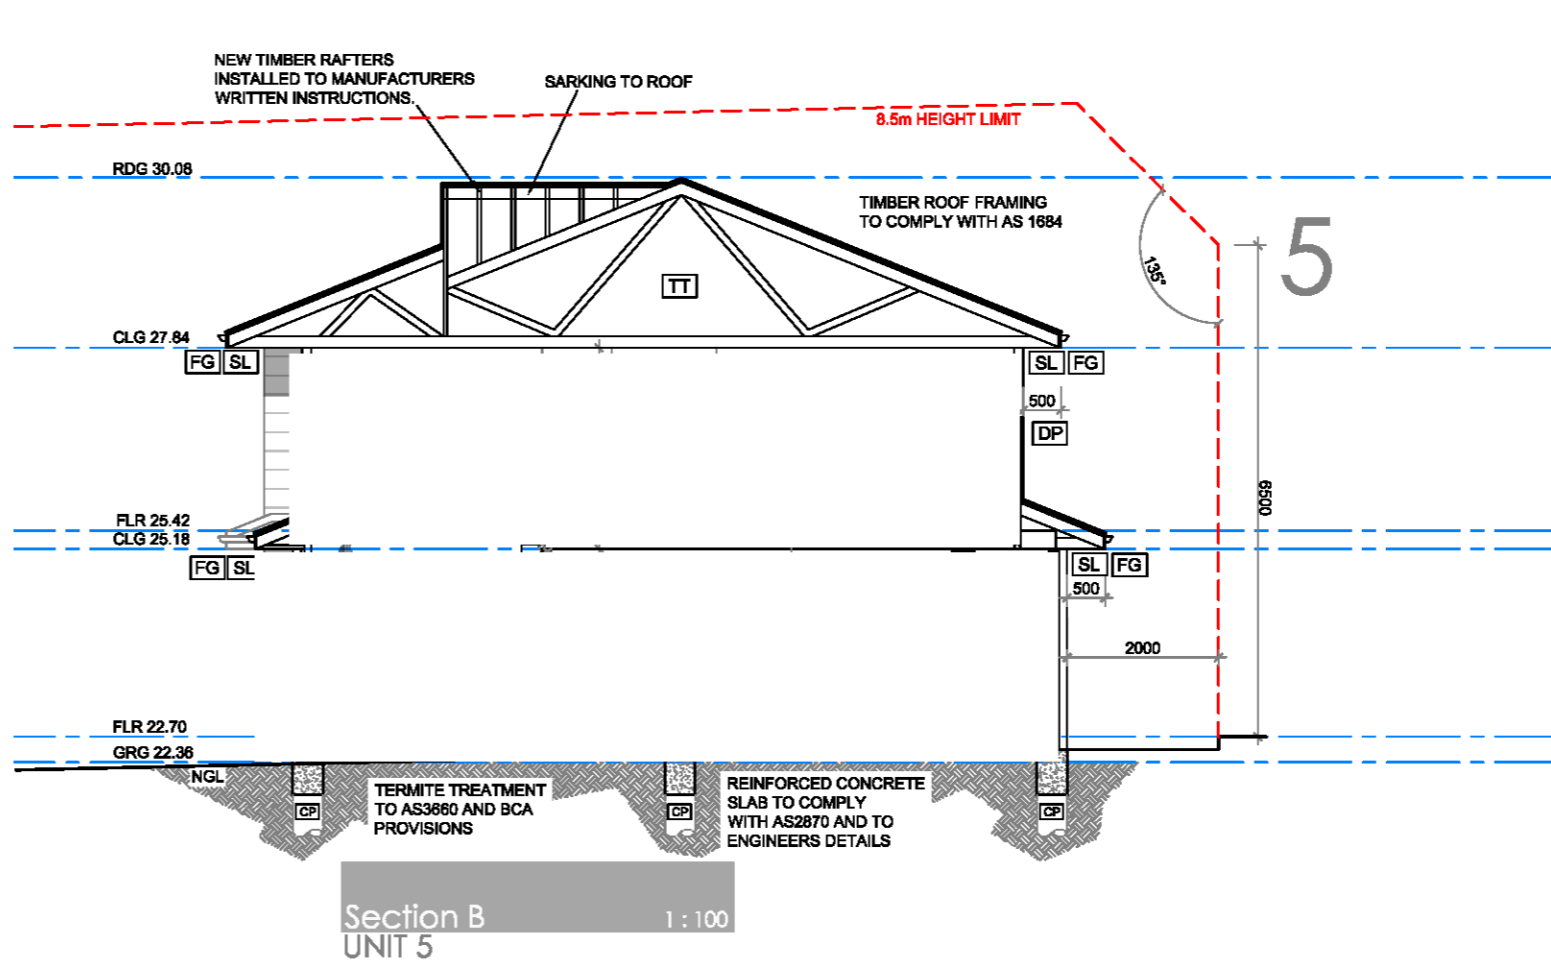 NEW TIMBER RAFTERS
INSTALLED TO MANUFACTURERS
WRITTEN INSTRUCTIONS.
SARKING TO ROOF
8.5m HEIGHT LIMIT
RDG 30.08
TIMBER ROOF FRAMING
TO COMPLY WITH AS 1684
5
135°
TT
CLG 27.84
FG SL
SL FG
500
DP
6500
FLR 25.42
CLG 25.18
FG SL
SL FG
500
2000
FLR 22.70
GRG 22.36
NGL
TERMITE TREATMENT
TO AS3660 AND BCA
PROVISIONS
REINFORCED CONCRETE
SLAB TO COMPLY
WITH AS2870 AND TO
ENGINEERS DETAILS
CP
CP
CP
Section B 1 : 100
UNIT 5